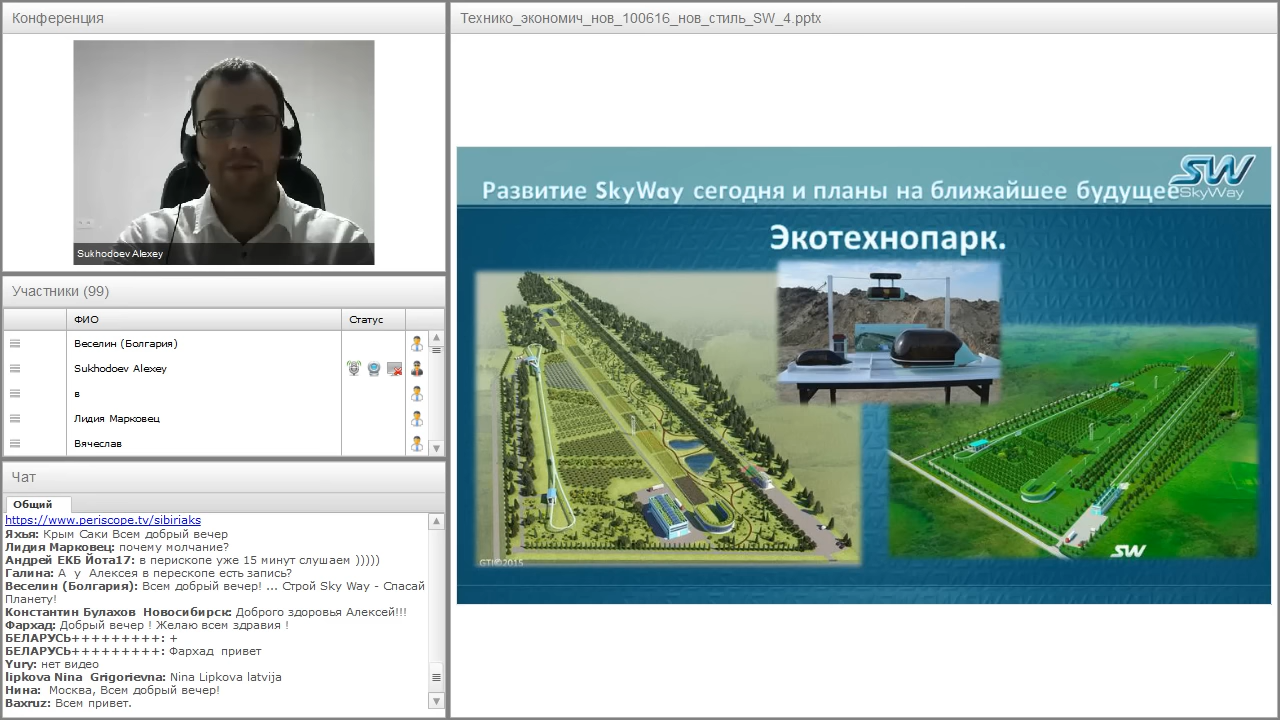 Конференция
Sukhodoev Alexey
Участники (99)
ФИО
Статус
Веселин (Болгария)
Sukhodoev Alexey
в
Лидия Марковец
Вячеслав
Чат
Общий
https://www.periscope.tv/sibiriaks
Яхья: Крым Саки Всем добрый вечер
Лидия Марковец: почему молчание?
Андрей ЕКБ Йота17: в перископе уже 15 минут слушаем )))))
Галина: А у Алексея в перескопе есть запись?
Веселин (Болгария): Всем добрый вечер! ... Строй Sky Way - Спасай
Планету!
Константин Булахов Новосибирск: Доброго здоровья Алексей!!!
Фархад: Добрый вечер ! Желаю всем здравия !
БЕЛАРУСЬ+++++++++: +
БЕЛАРУСЬ+++++++++: Фархад привет
Yury: нет видео
lipkova Nina Grigorievna: Nina Lipkova latvija
Нина: Москва, Всем добрый вечер!
Baxruz: Всем привет.
Технико_экономич_нов_100616_нов_стиль_SW_4.pptx
SW
SkyWay
Развитие SkyWay сегодня и планы на ближайшее будущее
Экотехнопарк.
GTI©2015
SW